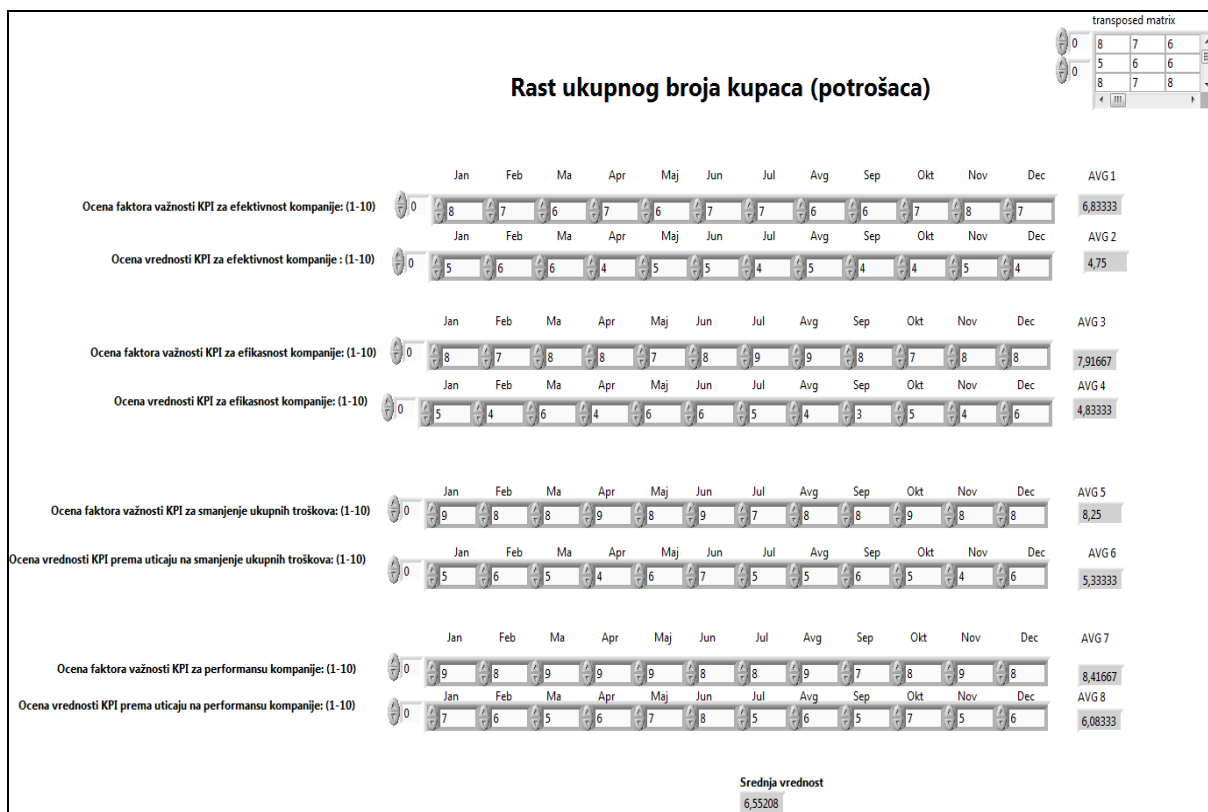 transposed matrix
0 8 7 6
0 5 6 6
8 7 8
Rast ukupnog broja kupaca (potrošaca)
Jan Feb Ma Apr Maj Jun Jul Avg Sep Okt Nov Dec AVG 1
Ocena faktora važnosti KPI za efektivnost kompanije: (1-10) 0 8 7 6 7 6 7 7 6 6 7 8 7 6,83333
Jan Feb Ma Apr Maj Jun Jul Avg Sep Okt Nov Dec AVG 2
Ocena vrednosti KPI za efektivnost kompanije : (1-10) 0 5 6 6 4 5 5 4 5 4 4 5 4 4,75
Jan Feb Ma Apr Maj Jun Jul Avg Sep Okt Nov Dec AVG 3
Ocena faktora važnosti KPI za efikasnost kompanije: (1-10) 0 8 7 8 8 7 8 9 9 8 7 8 8 7,91667
Jan Feb Ma Apr Maj Jun Jul Avg Sep Okt Nov Dec AVG 4
Ocena vrednosti KPI za efikasnost kompanije: (1-10) 0 5 4 6 4 6 6 5 4 3 5 4 6 4,83333
Jan Feb Ma Apr Maj Jun Jul Avg Sep Okt Nov Dec AVG 5
Ocena faktora važnosti KPI za smanjenje ukupnih troškova: (1-10) 0 9 8 8 9 8 9 7 8 8 9 8 8 8,25
Jan Feb Ma Apr Maj Jun Jul Avg Sep Okt Nov Dec AVG 6
Ocena vrednosti KPI prema uticaju na smanjenje ukupnih troškova: (1-10) 0 5 6 5 4 6 7 5 5 6 5 4 6 5,33333
Jan Feb Ma Apr Maj Jun Jul Avg Sep Okt Nov Dec AVG 7
Ocena faktora važnosti KPI za performansu kompanije: (1-10) 0 9 8 9 9 9 8 8 9 7 8 9 8 8,41667
Jan Feb Ma Apr Maj Jun Jul Avg Sep Okt Nov Dec AVG 8
Ocena vrednosti KPI prema uticaju na performansu kompanije: (1-10) 0 7 6 5 6 7 8 5 6 5 7 5 6 6,08333
Srednja vrednost
6,55208